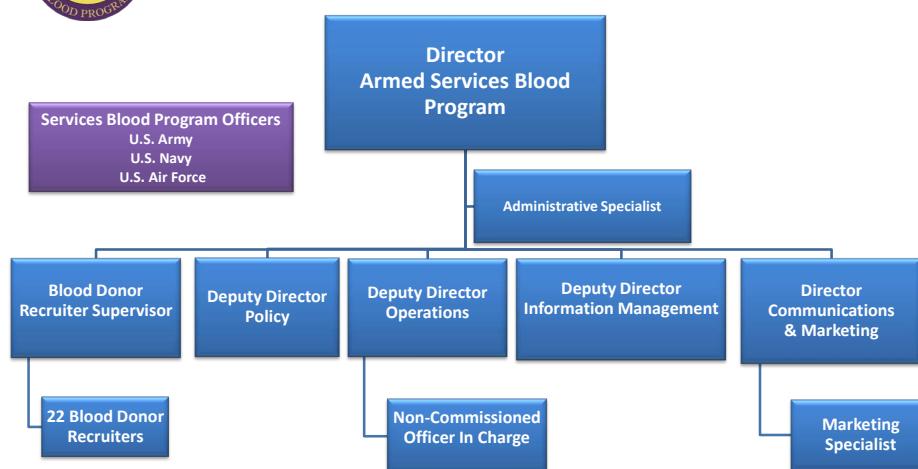 OOD PROGRA
Director
Armed Services Blood
Program
Services Blood Program Officers
U.S. Army
U.S. Navy
U.S. Air Force
Administrative Specialist
Blood Donor
Recruiter Supervisor
Deputy Director
Policy
Deputy Director
Operations
Deputy Director
Information Management
Director
Communications
& Marketing
22 Blood Donor
Recruiters
Non-Commissioned
Officer In Charge
Marketing
Specialist